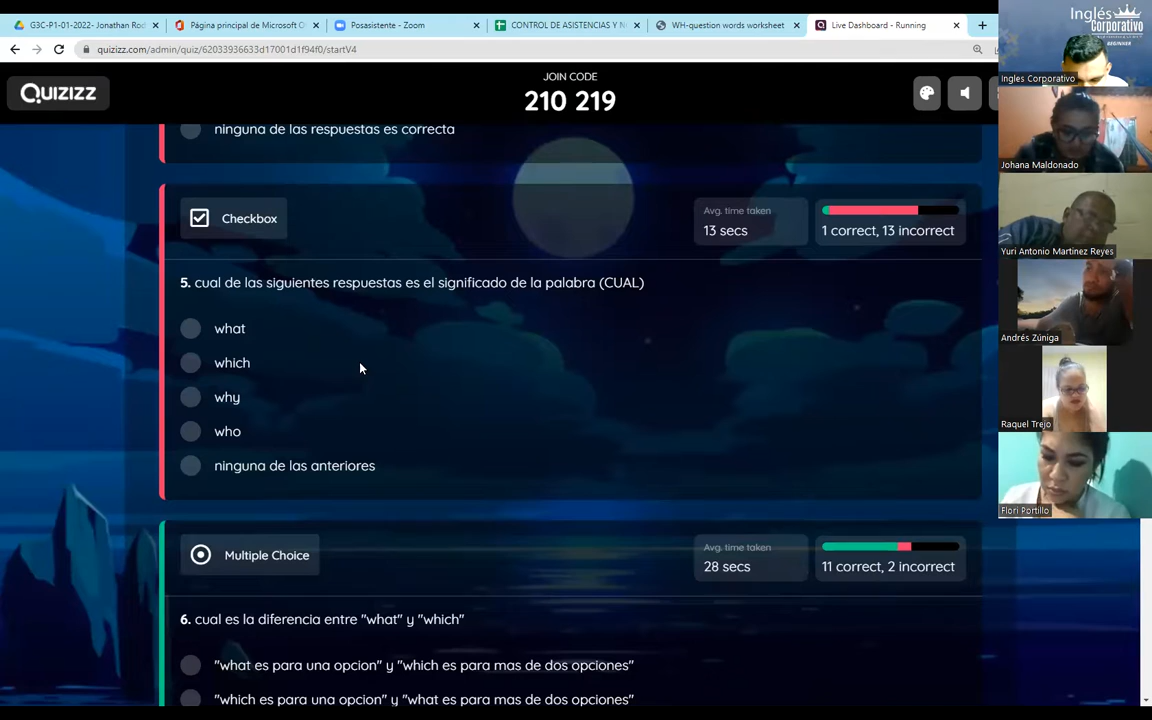 G3C-P1-01-2022- Jonathan Rod
Página principal de Microsoft O
Posasistente - Zoom
CONTROL DE ASISTENCIAS Y N
WH-question words worksheet
Live Dashboard - Running
quizizz.com/admin/quiz/62033936633d17001d1f94f0/startV4
Quizizz
JOIN CODE
210 219
ninguna de las respuestas es correcta
Checkbox
Avg. time taken
13 secs
1 correct, 13 incorrect
5. cual de las siguientes respuestas es el significado de la palabra (CUAL)
what
which
why
who
ninguna de las anteriores
Multiple Choice
Avg. time taken
28 secs
11 correct, 2 incorrect
6. cual es la diferencia entre "what" y "which"
"what es para una opcion" y "which es para mas de dos opciones"
"which es para una opcion" y "what es para mas de dos opciones"
Inglés
Corporativo
BEGINNER
Ingles Corporativo
Johana Maldonado
Yuri Antonio Martinez Reyes
Andrés Zúniga
Raquel Trejo
Flori Portillo